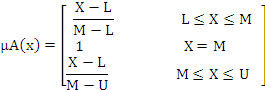 μA(x) =
X − L
M − L
L ≤ X ≤ M
1
X = M
X − L
M − U
M ≤ X ≤ U